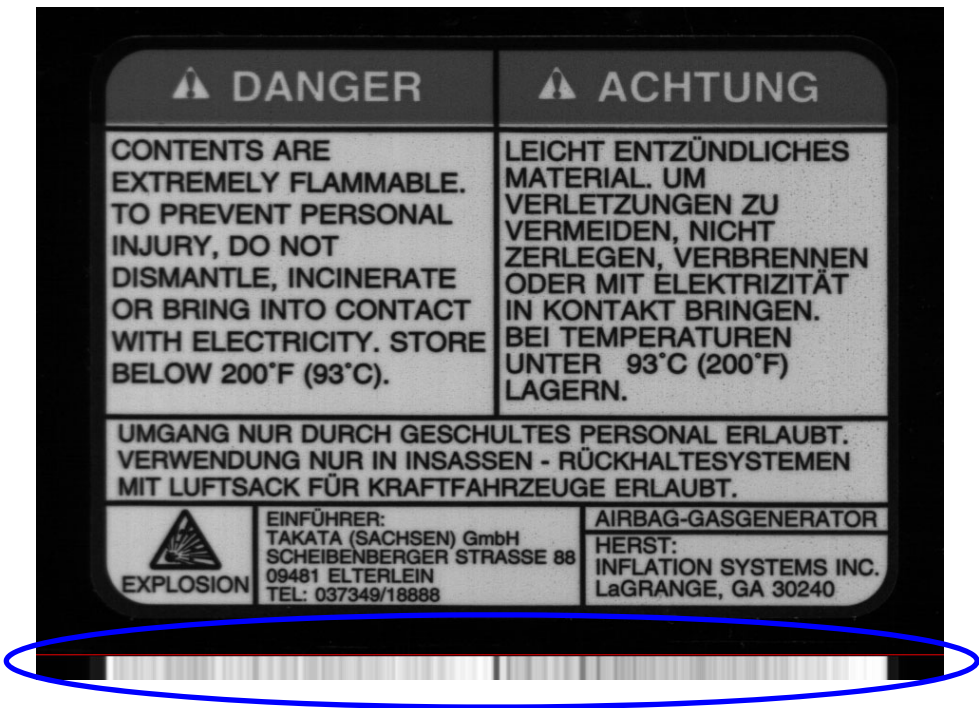 DANGER
CONTENTS ARE
EXTREMELY FLAMMABLE.
TO PREVENT PERSONAL
INJURY, DO NOT
DISMANTLE, INCINERATE
OR BRING INTO CONTACT
WITH ELECTRICITY. STORE
BELOW 200°F (93°C).
ACHTUNG
LEICHT ENTZÜNDLICHES
MATERIAL. UM
VERLETZUNGEN ZU
VERMEIDEN, NICHT
ZERLEGEN, VERBRENNEN
ODER MIT ELEKTRIZITÄT
IN KONTAKT BRINGEN.
BEI TEMPERATUREN
UNTER 93°C (200°F)
LAGERN.
UMGANG NUR DURCH GESCHULTES PERSONAL ERLAUBT.
VERWENDUNG NUR IN INSASSEN - RÜCKHALTESYSTEMEN
MIT LUFTSACK FÜR KRAFTFAHRZEUGE ERLAUBT.
EXPLOSION
EINFÜHRER:
TAKATA (SACHSEN) GmbH
SCHEIBENBERGER STRASSE 88
09481 ELTERLEIN
TEL: 037349/18888
AIRBAG-GASGENERATOR
HERST:
INFLATION SYSTEMS INC.
LaGRANGE, GA 30240